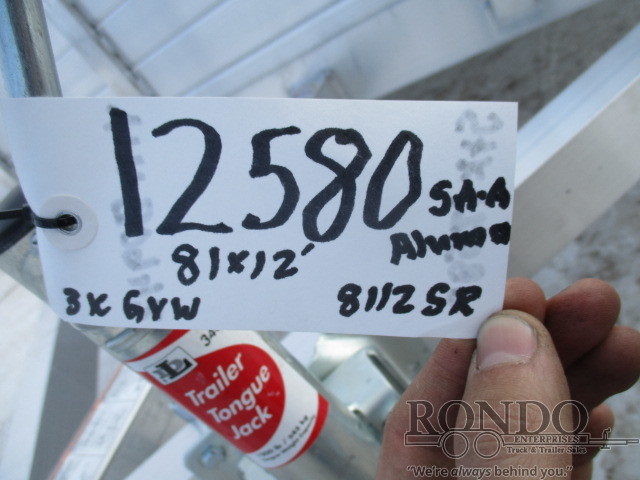 12580
SA-A
Aluma
81x12'
3K GVW
8112SR
Trailer
Tongue
Jack
RONDO
ENTERPRISES
Truck & Trailer Sales
"We're always behind you."